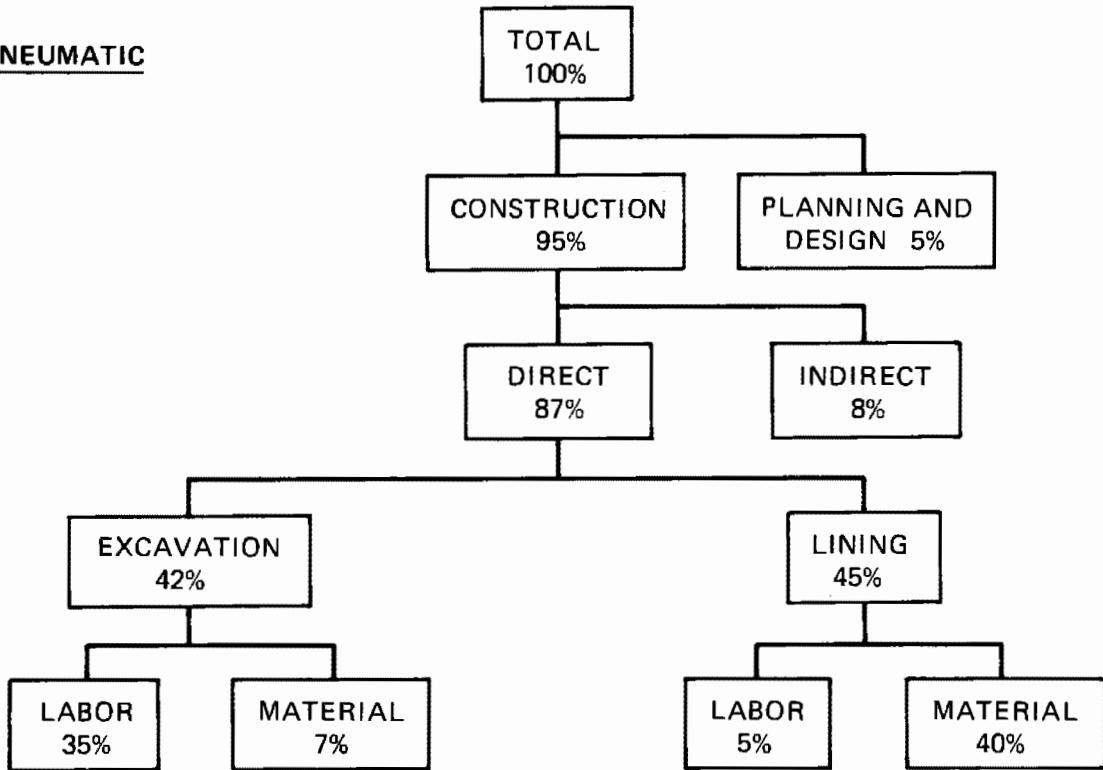 NEUMATIC
TOTAL
100%
CONSTRUCTION
95%
PLANNING AND
DESIGN 5%
DIRECT
87%
INDIRECT
8%
EXCAVATION
42%
LINING
45%
LABOR
35%
MATERIAL
7%
LABOR
5%
MATERIAL
40%